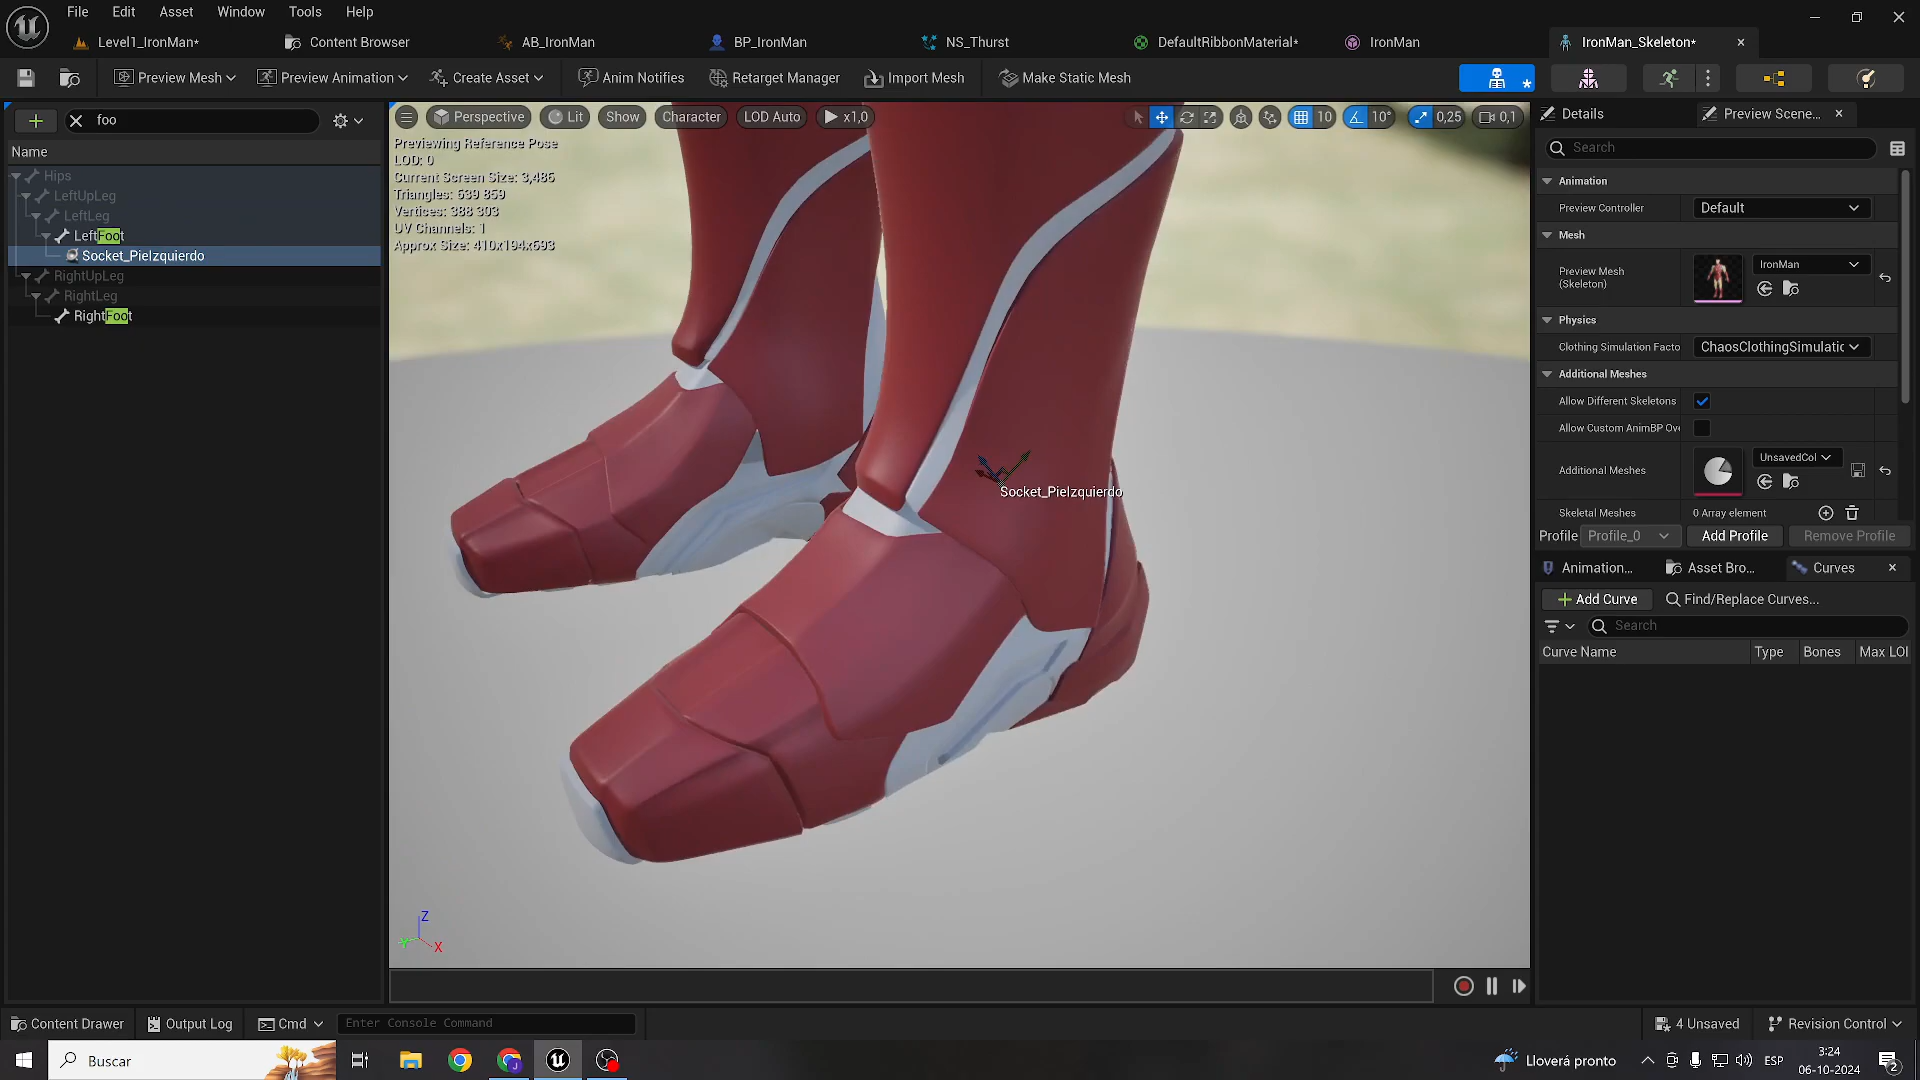 File Edit Asset Window Tools Help
Level1_IronMan* Content Browser AB_IronMan BP_IronMan NS_Thurst DefaultRibbonMaterial* IronMan IronMan_Skeleton*
Preview Mesh Preview Animation Create Asset Anim Notifies Retarget Manager Import Mesh Make Static Mesh
foo
Name
Hips
LeftUpLeg
LeftLeg
LeftFoot
Socket_PieIzquierdo
RightUpLeg
RightLeg
RightFoot
Perspective Lit Show Character LOD Auto x1,0 10 10° 0,25 0,1
Previewing Reference Pose
LOD: 0
Current Screen Size: 3,486
Triangles: 639 859
Vertices: 388 303
UV Channels: 1
Approx Size: 410x194x693
Socket_PieIzquierdo
Z
X
Y
Details Preview Scene...
Search
Animation
Preview Controller Default
Mesh
Preview Mesh (Skeleton) IronMan
Physics
Clothing Simulation Facto ChaosClothingSimulatic
Additional Meshes
Allow Different Skeletons
Allow Custom AnimBP Ov
Additional Meshes UnsavedCol
Skeletal Meshes 0 Array element
Profile Profile_0 Add Profile Remove Profile
Animation... Asset Bro... Curves
Add Curve Find/Replace Curves...
Search
Curve Name Type Bones Max LOI
Content Drawer Output Log Cmd Enter Console Command 4 Unsaved Revision Control
Buscar Lloverá pronto ESP 3:24
06-10-2024 2